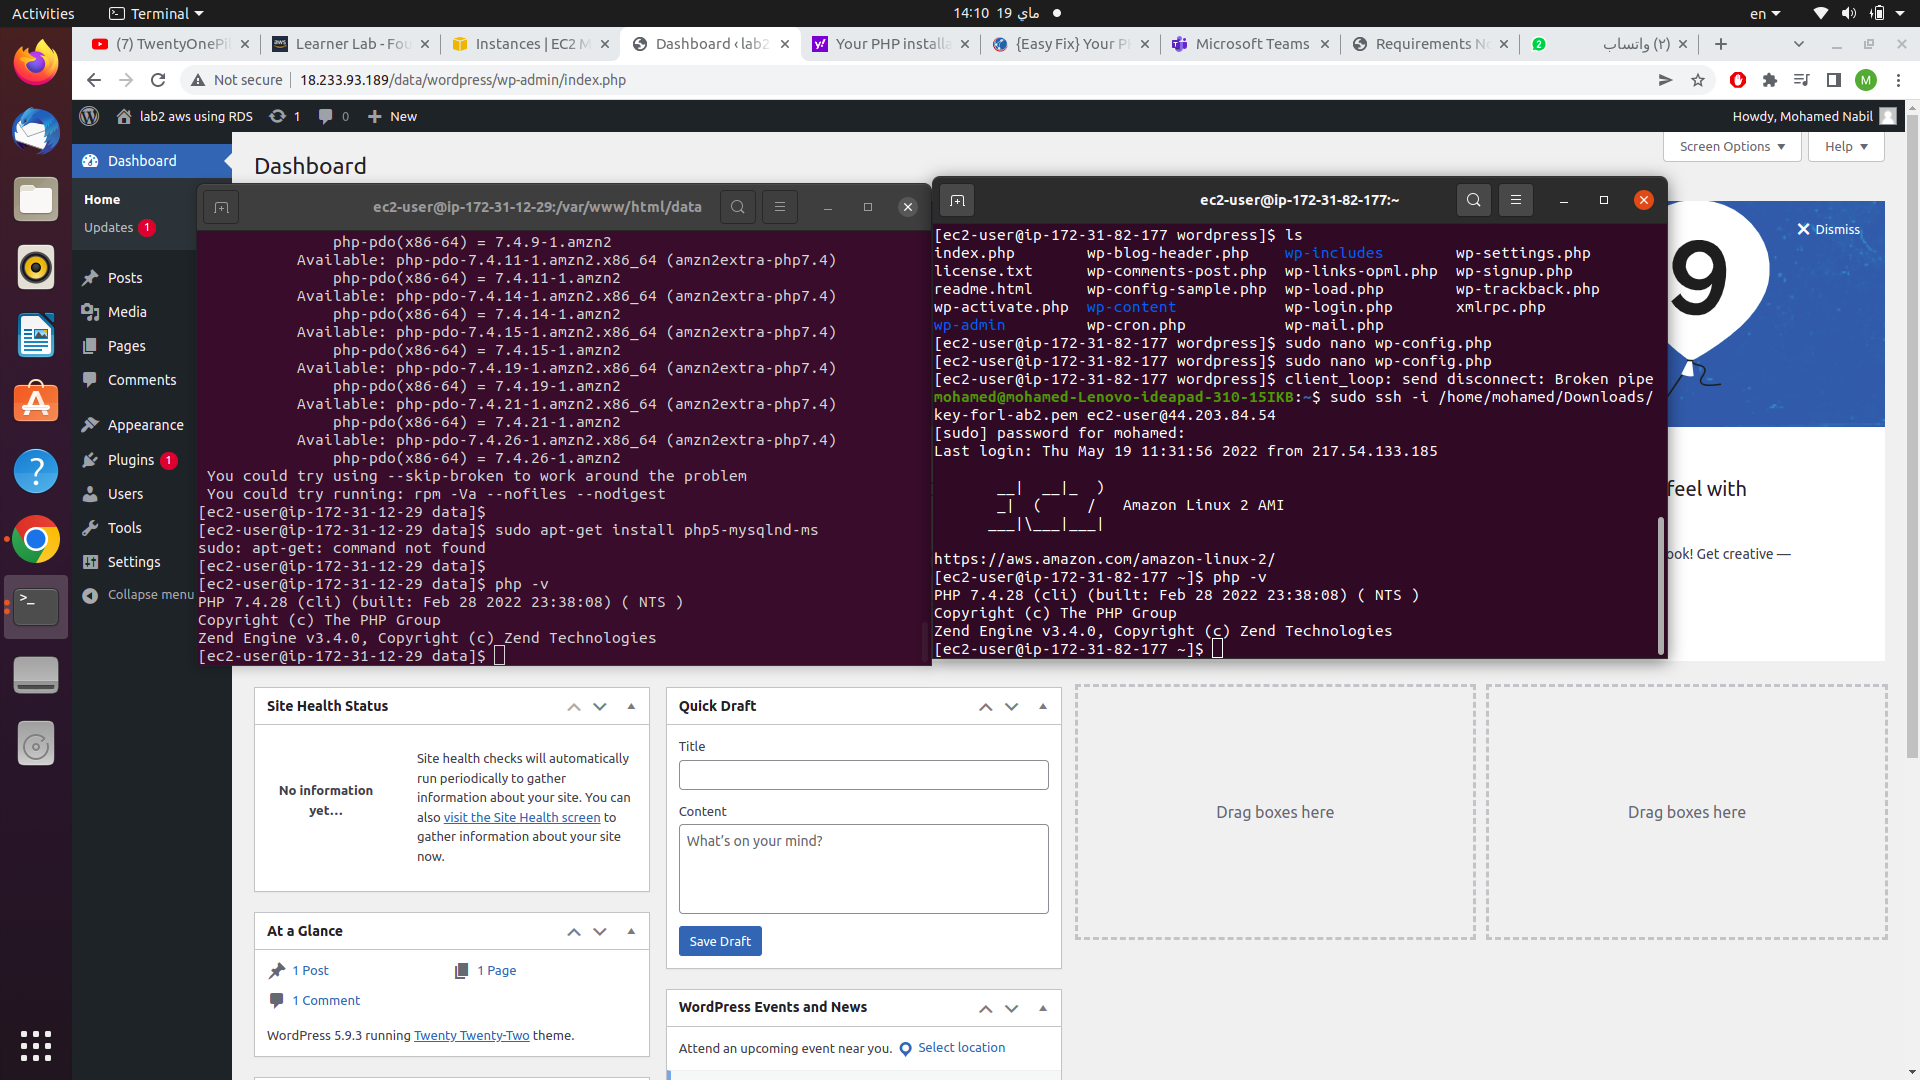 Activities
Terminal
14:10 19 ماي
en
(7) TwentyOnePil
Learner Lab - Fou
Instances | EC2 M
Dashboard ‹ lab2
Your PHP installa
{Easy Fix} Your P
Microsoft Teams
Requirements N
2
(٢) واتساب
Not secure
18.233.93.189/data/wordpress/wp-admin/index.php
M
lab2 aws using RDS
1
0
New
Howdy, Mohamed Nabil
Dashboard
Home
Updates 1
Posts
Media
Pages
Comments
Appearance
Plugins 1
Users
Tools
Settings
Collapse menu
Dashboard
Screen Options
Help
Dismiss
9
feel with
ook! Get creative —
ec2-user@ip-172-31-12-29:/var/www/html/data
php-pdo(x86-64) = 7.4.9-1.amzn2
Available: php-pdo-7.4.11-1.amzn2.x86_64 (amzn2extra-php7.4)
php-pdo(x86-64) = 7.4.11-1.amzn2
Available: php-pdo-7.4.14-1.amzn2.x86_64 (amzn2extra-php7.4)
php-pdo(x86-64) = 7.4.14-1.amzn2
Available: php-pdo-7.4.15-1.amzn2.x86_64 (amzn2extra-php7.4)
php-pdo(x86-64) = 7.4.15-1.amzn2
Available: php-pdo-7.4.19-1.amzn2.x86_64 (amzn2extra-php7.4)
php-pdo(x86-64) = 7.4.19-1.amzn2
Available: php-pdo-7.4.21-1.amzn2.x86_64 (amzn2extra-php7.4)
php-pdo(x86-64) = 7.4.21-1.amzn2
Available: php-pdo-7.4.26-1.amzn2.x86_64 (amzn2extra-php7.4)
php-pdo(x86-64) = 7.4.26-1.amzn2
You could try using --skip-broken to work around the problem
You could try running: rpm -Va --nofiles --nodigest
[ec2-user@ip-172-31-12-29 data]$
[ec2-user@ip-172-31-12-29 data]$ sudo apt-get install php5-mysqlnd-ms
sudo: apt-get: command not found
[ec2-user@ip-172-31-12-29 data]$
[ec2-user@ip-172-31-12-29 data]$ php -v
PHP 7.4.28 (cli) (built: Feb 28 2022 23:38:08) ( NTS )
Copyright (c) The PHP Group
Zend Engine v3.4.0, Copyright (c) Zend Technologies
[ec2-user@ip-172-31-12-29 data]$
ec2-user@ip-172-31-82-177:~
[ec2-user@ip-172-31-82-177 wordpress]$ ls
index.php wp-blog-header.php wp-includes wp-settings.php
license.txt wp-comments-post.php wp-links-opml.php wp-signup.php
readme.html wp-config-sample.php wp-load.php wp-trackback.php
wp-activate.php wp-content wp-login.php xmlrpc.php
wp-admin wp-cron.php wp-mail.php
[ec2-user@ip-172-31-82-177 wordpress]$ sudo nano wp-config.php
[ec2-user@ip-172-31-82-177 wordpress]$ sudo nano wp-config.php
[ec2-user@ip-172-31-82-177 wordpress]$ client_loop: send disconnect: Broken pipe
mohamed@mohamed-Lenovo-ideapad-310-15IKB:~$ sudo ssh -i /home/mohamed/Downloads/
key-forl-ab2.pem ec2-user@44.203.84.54
[sudo] password for mohamed:
Last login: Thu May 19 11:31:56 2022 from 217.54.133.185
__| __|_ )
_| ( / Amazon Linux 2 AMI
___|\___|___|
https://aws.amazon.com/amazon-linux-2/
[ec2-user@ip-172-31-82-177 ~]$ php -v
PHP 7.4.28 (cli) (built: Feb 28 2022 23:38:08) ( NTS )
Copyright (c) The PHP Group
Zend Engine v3.4.0, Copyright (c) Zend Technologies
[ec2-user@ip-172-31-82-177 ~]$
Site Health Status
No information
yet...
Site health checks will automatically
run periodically to gather
information about your site. You can
also visit the Site Health screen to
gather information about your site
now.
At a Glance
1 Post
1 Page
1 Comment
WordPress 5.9.3 running Twenty Twenty-Two theme.
Quick Draft
Title
Content
What's on your mind?
Save Draft
WordPress Events and News
Attend an upcoming event near you.
Select location
Drag boxes here
Drag boxes here